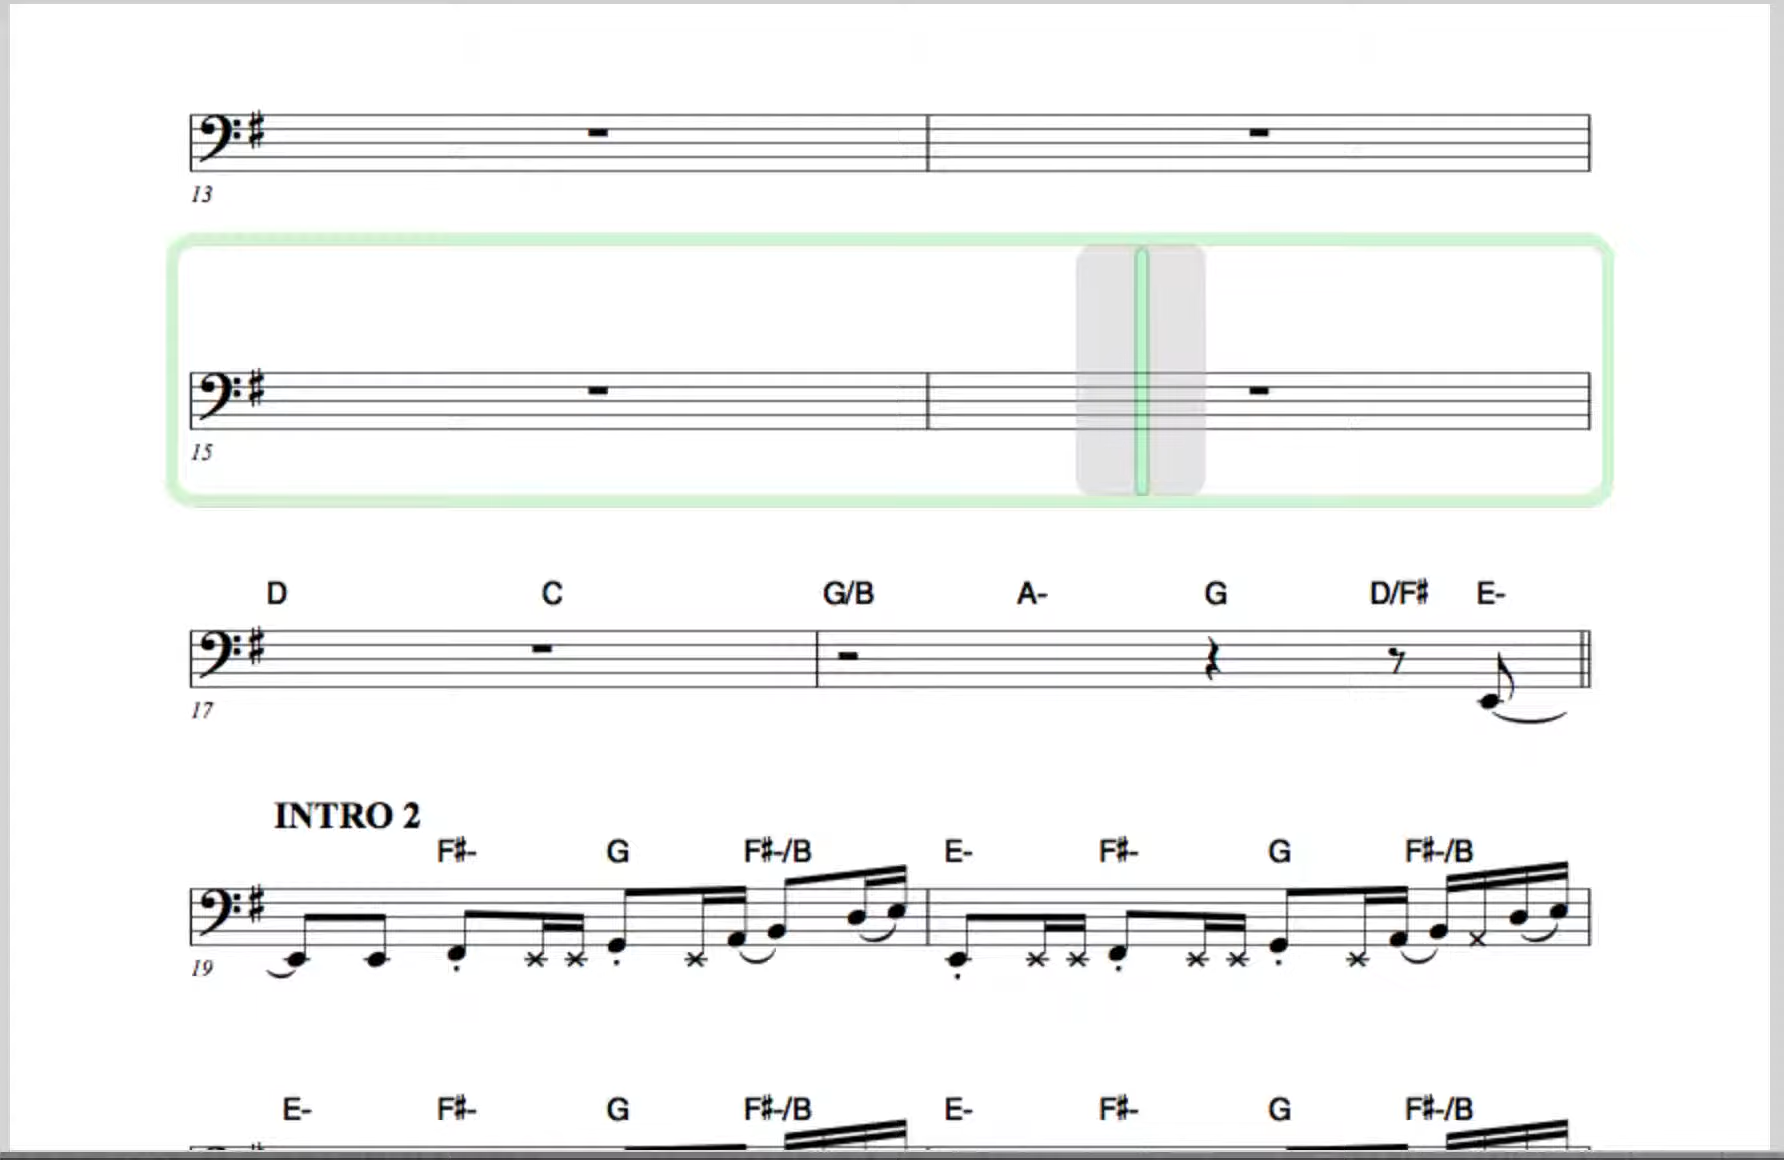 13
15
D C G/B A- G D/F♯ E-
17
INTRO 2
F♯- G F♯-/B E- F♯- G F♯-/B
19
E- F♯- G F♯-/B E- F♯- G F♯-/B